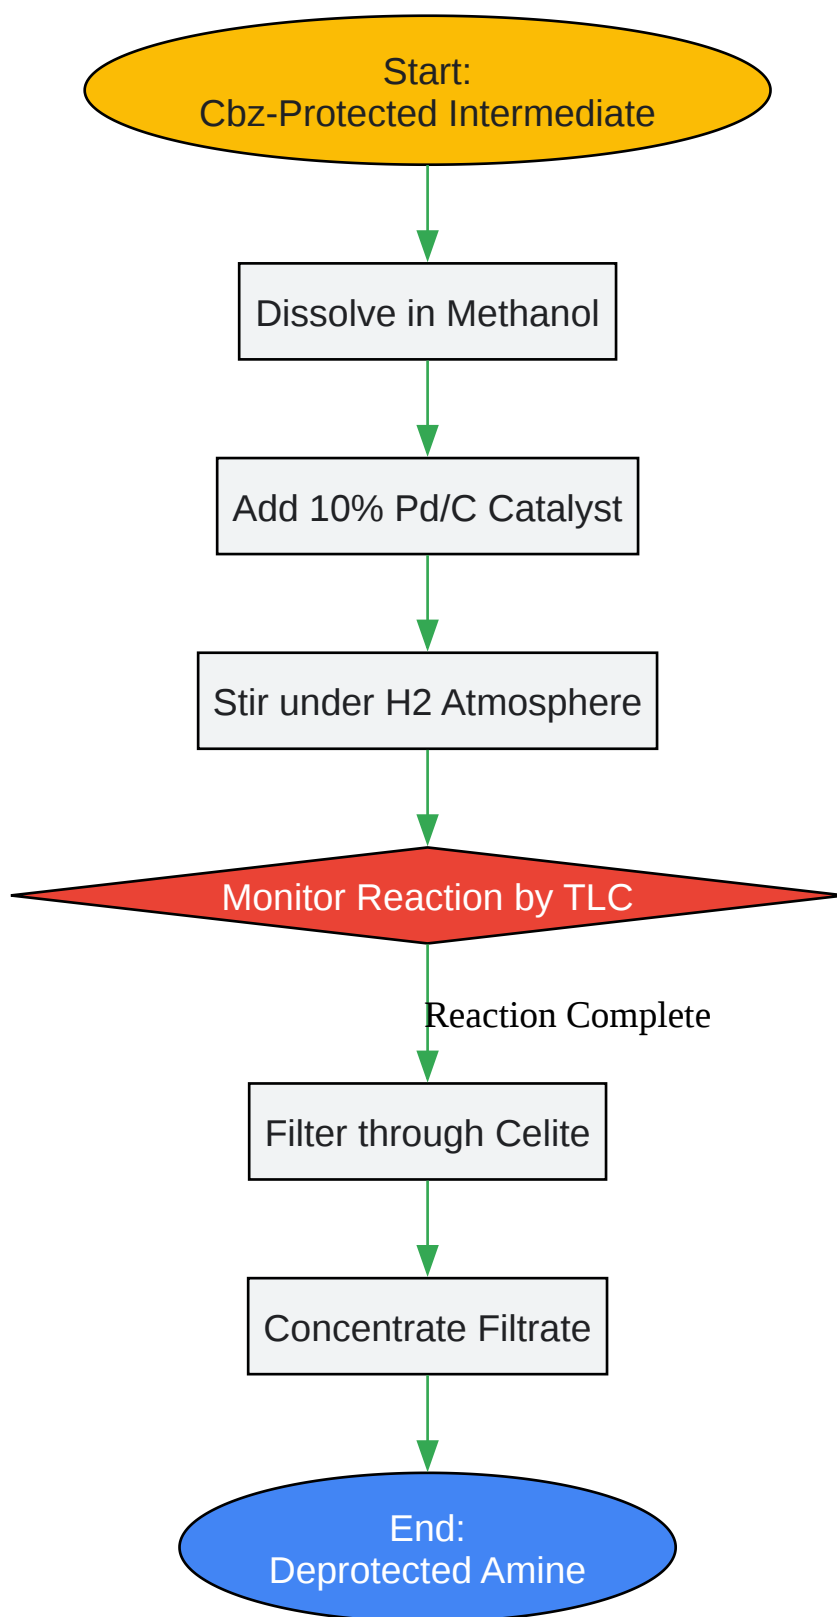 Start:
Cbz-Protected Intermediate
Dissolve in Methanol
Add 10% Pd/C Catalyst
Stir under H2 Atmosphere
Monitor Reaction by TLC
Reaction Complete
Filter through Celite
Concentrate Filtrate
End:
Deprotected Amine